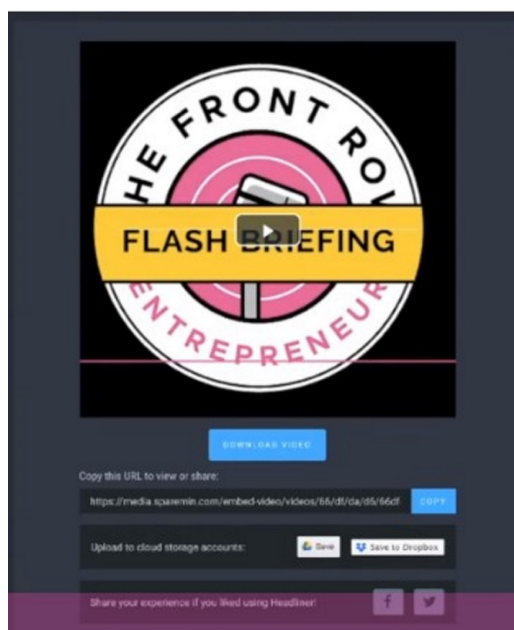 THE FRONT ROW
FLASH BRIEFING
ENTREPRENEUR
DOWNLOAD VIDEO
Copy this URL to view or share:
https://media.sparemin.com/embed-video/videos/66/df/da/d6/66df
COPY
Upload to cloud storage accounts:
Save
Save to Dropbox
Share your experience if you liked using Headliner!